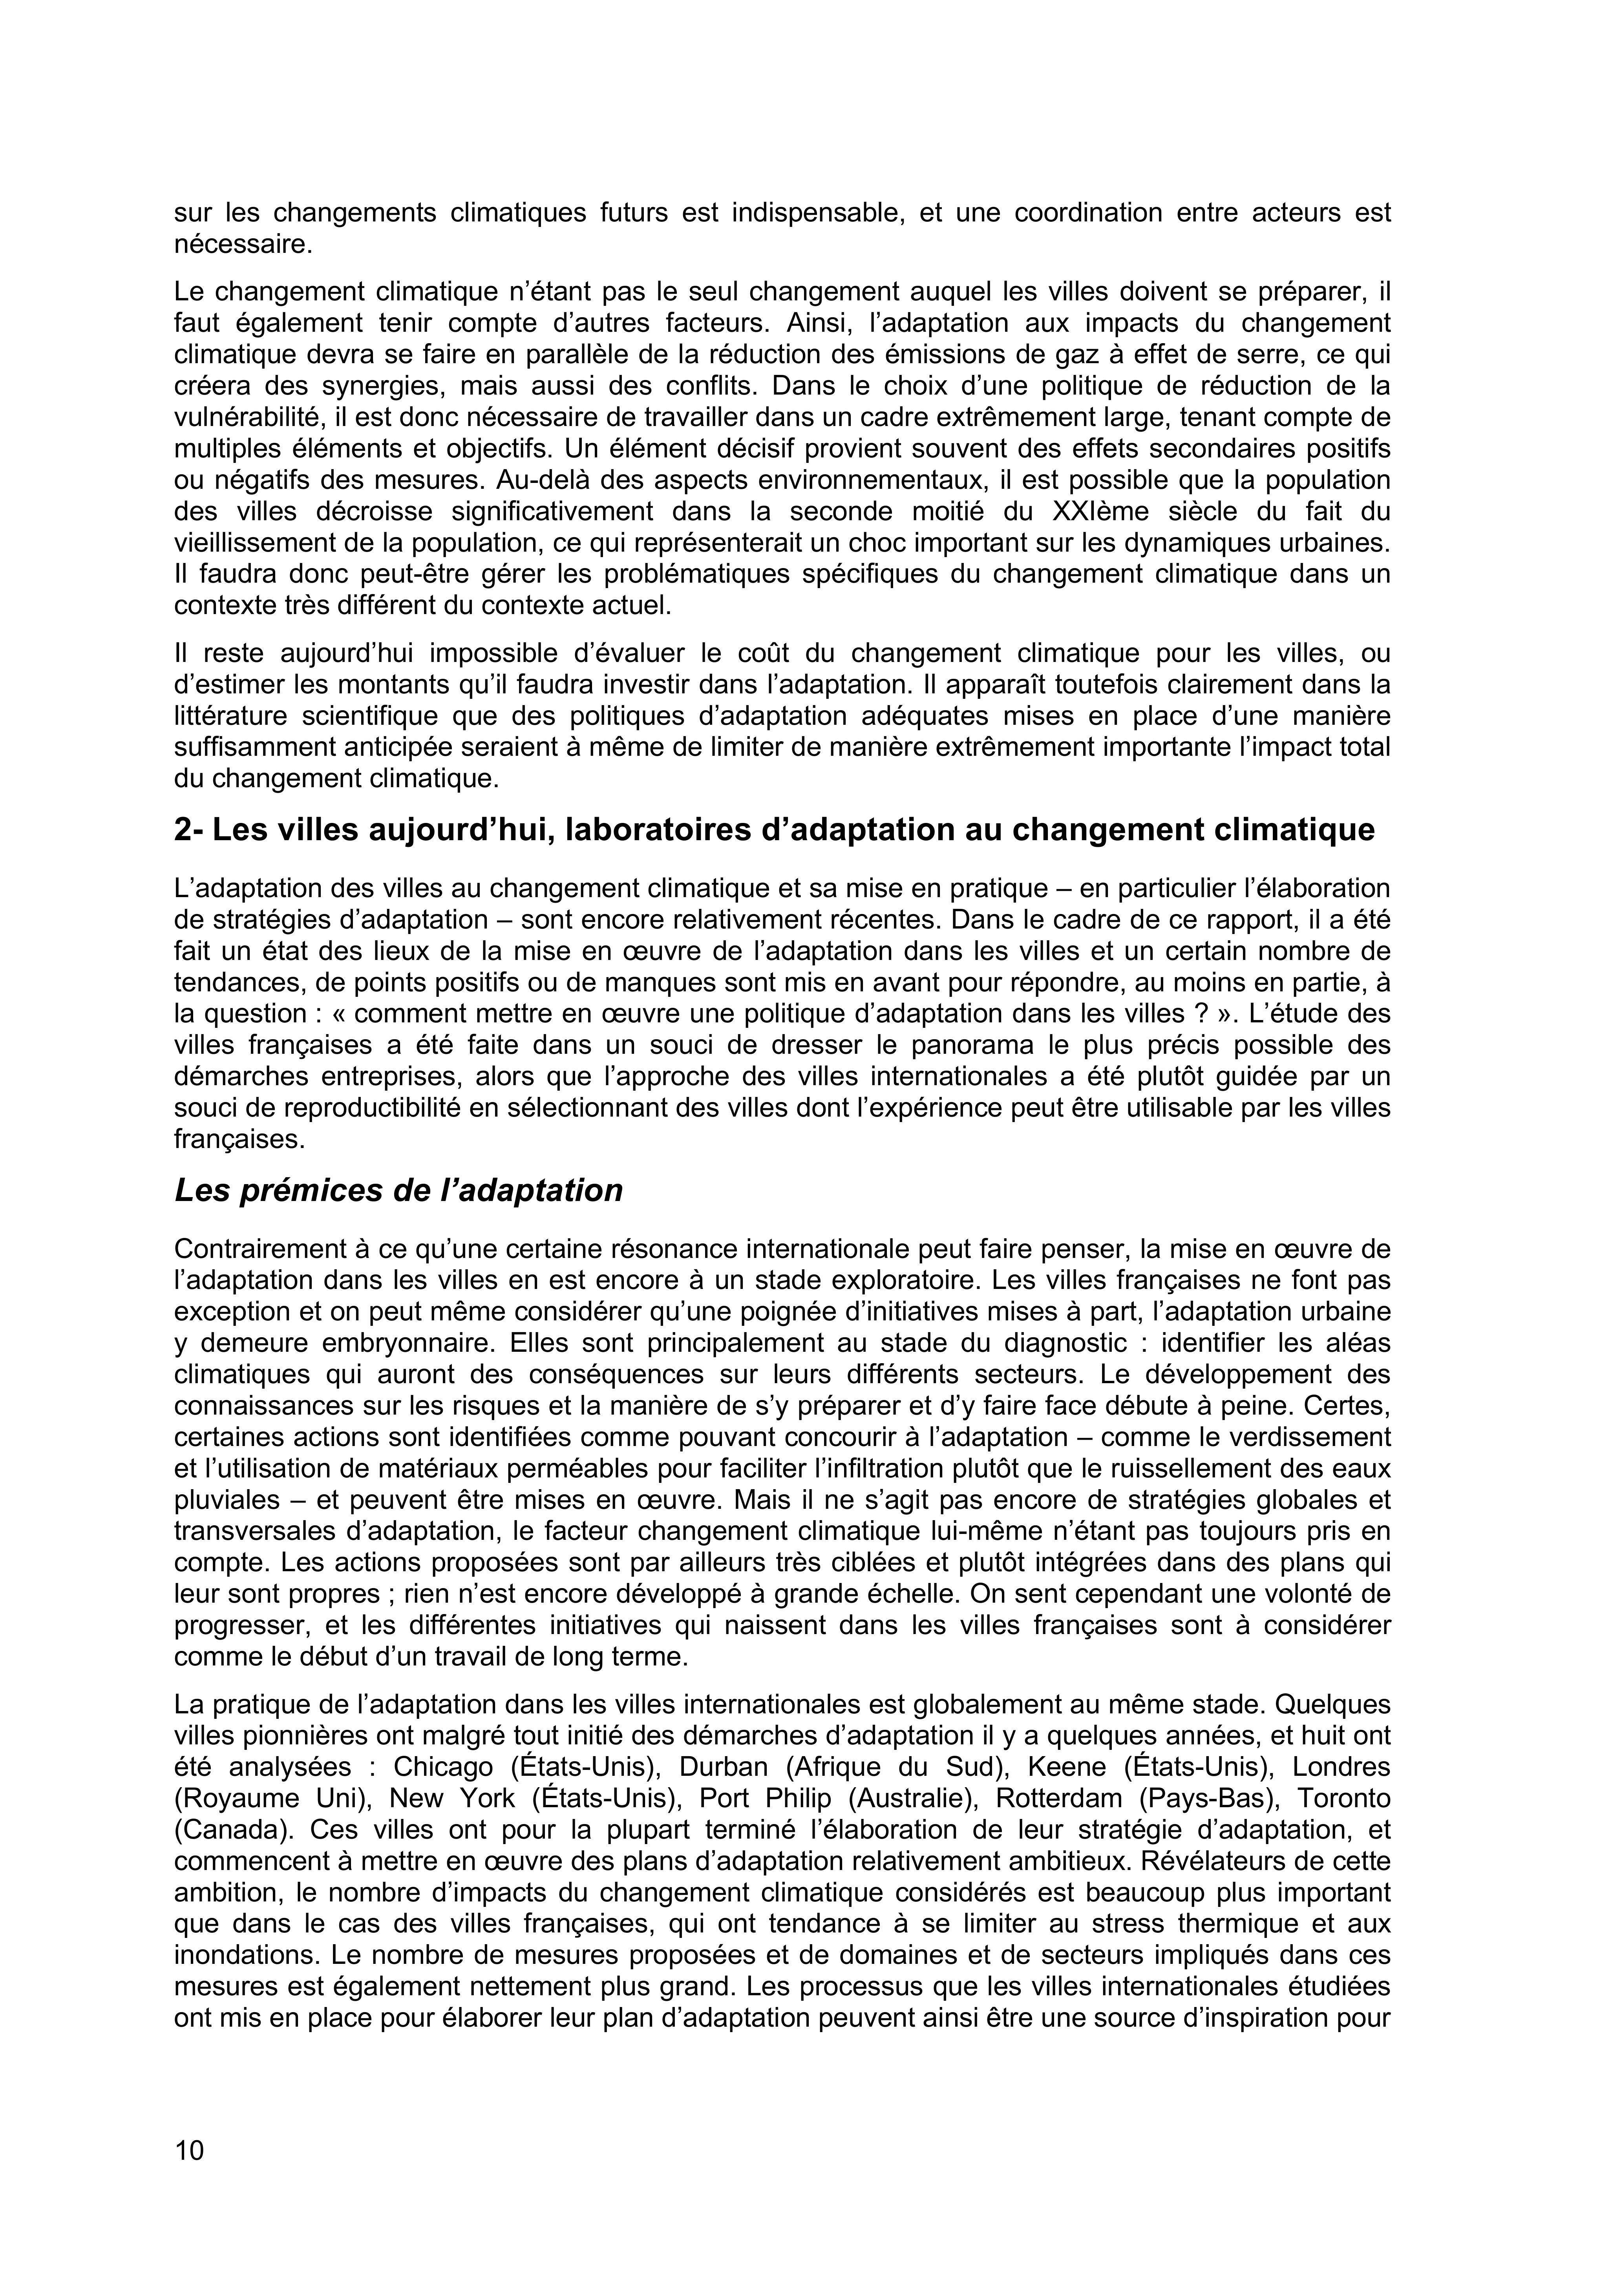 sur les changements climatiques futurs est indispensable, et une coordination entre acteurs est
nécessaire.
Le changement climatique n’étant pas le seul changement auquel les villes doivent se préparer, il
faut également tenir compte d’autres facteurs. Ainsi, l’adaptation aux impacts du changement
climatique devra se faire en parallèle de la réduction des émissions de gaz à effet de serre, ce qui
créera des synergies, mais aussi des conflits. Dans le choix d’une politique de réduction de la
vulnérabilité, il est donc nécessaire de travailler dans un cadre extrêmement large, tenant compte de
multiples éléments et objectifs. Un élément décisif provient souvent des effets secondaires positifs
ou négatifs des mesures. Au-delà des aspects environnementaux, il est possible que la population
des villes décroisse significativement dans la seconde moitié du XXIème siècle du fait du
vieillissement de la population, ce qui représenterait un choc important sur les dynamiques urbaines.
Il faudra donc peut-être gérer les problématiques spécifiques du changement climatique dans un
contexte très différent du contexte actuel.
Il reste aujourd’hui impossible d’évaluer le coût du changement climatique pour les villes, ou
d’estimer les montants qu’il faudra investir dans l’adaptation. Il apparaît toutefois clairement dans la
littérature scientifique que des politiques d’adaptation adéquates mises en place d’une manière
suffisamment anticipée seraient à même de limiter de manière extrêmement importante l’impact total
du changement climatique.
2- Les villes aujourd’hui, laboratoires d’adaptation au changement climatique
L’adaptation des villes au changement climatique et sa mise en pratique – en particulier l’élaboration
de stratégies d’adaptation – sont encore relativement récentes. Dans le cadre de ce rapport, il a été
fait un état des lieux de la mise en œuvre de l’adaptation dans les villes et un certain nombre de
tendances, de points positifs ou de manques sont mis en avant pour répondre, au moins en partie, à
la question : « comment mettre en œuvre une politique d’adaptation dans les villes ? ». L’étude des
villes françaises a été faite dans un souci de dresser le panorama le plus précis possible des
démarches entreprises, alors que l’approche des villes internationales a été plutôt guidée par un
souci de reproductibilité en sélectionnant des villes dont l’expérience peut être utilisable par les villes
françaises.
Les prémices de l’adaptation
Contrairement à ce qu’une certaine résonance internationale peut faire penser, la mise en œuvre de
l’adaptation dans les villes en est encore à un stade exploratoire. Les villes françaises ne font pas
exception et on peut même considérer qu’une poignée d’initiatives mises à part, l’adaptation urbaine
y demeure embryonnaire. Elles sont principalement au stade du diagnostic : identifier les aléas
climatiques qui auront des conséquences sur leurs différents secteurs. Le développement des
connaissances sur les risques et la manière de s’y préparer et d’y faire face débute à peine. Certes,
certaines actions sont identifiées comme pouvant concourir à l’adaptation – comme le verdissement
et l’utilisation de matériaux perméables pour faciliter l’infiltration plutôt que le ruissellement des eaux
pluviales – et peuvent être mises en œuvre. Mais il ne s’agit pas encore de stratégies globales et
transversales d’adaptation, le facteur changement climatique lui-même n’étant pas toujours pris en
compte. Les actions proposées sont par ailleurs très ciblées et plutôt intégrées dans des plans qui
leur sont propres ; rien n’est encore développé à grande échelle. On sent cependant une volonté de
progresser, et les différentes initiatives qui naissent dans les villes françaises sont à considérer
comme le début d’un travail de long terme.
La pratique de l’adaptation dans les villes internationales est globalement au même stade. Quelques
villes pionnières ont malgré tout initié des démarches d’adaptation il y a quelques années, et huit ont
été analysées : Chicago (États-Unis), Durban (Afrique du Sud), Keene (États-Unis), Londres
(Royaume Uni), New York (États-Unis), Port Philip (Australie), Rotterdam (Pays-Bas), Toronto
(Canada). Ces villes ont pour la plupart terminé l’élaboration de leur stratégie d’adaptation, et
commencent à mettre en œuvre des plans d’adaptation relativement ambitieux. Révélateurs de cette
ambition, le nombre d’impacts du changement climatique considérés est beaucoup plus important
que dans le cas des villes françaises, qui ont tendance à se limiter au stress thermique et aux
inondations. Le nombre de mesures proposées et de domaines et de secteurs impliqués dans ces
mesures est également nettement plus grand. Les processus que les villes internationales étudiées
ont mis en place pour élaborer leur plan d’adaptation peuvent ainsi être une source d’inspiration pour
10